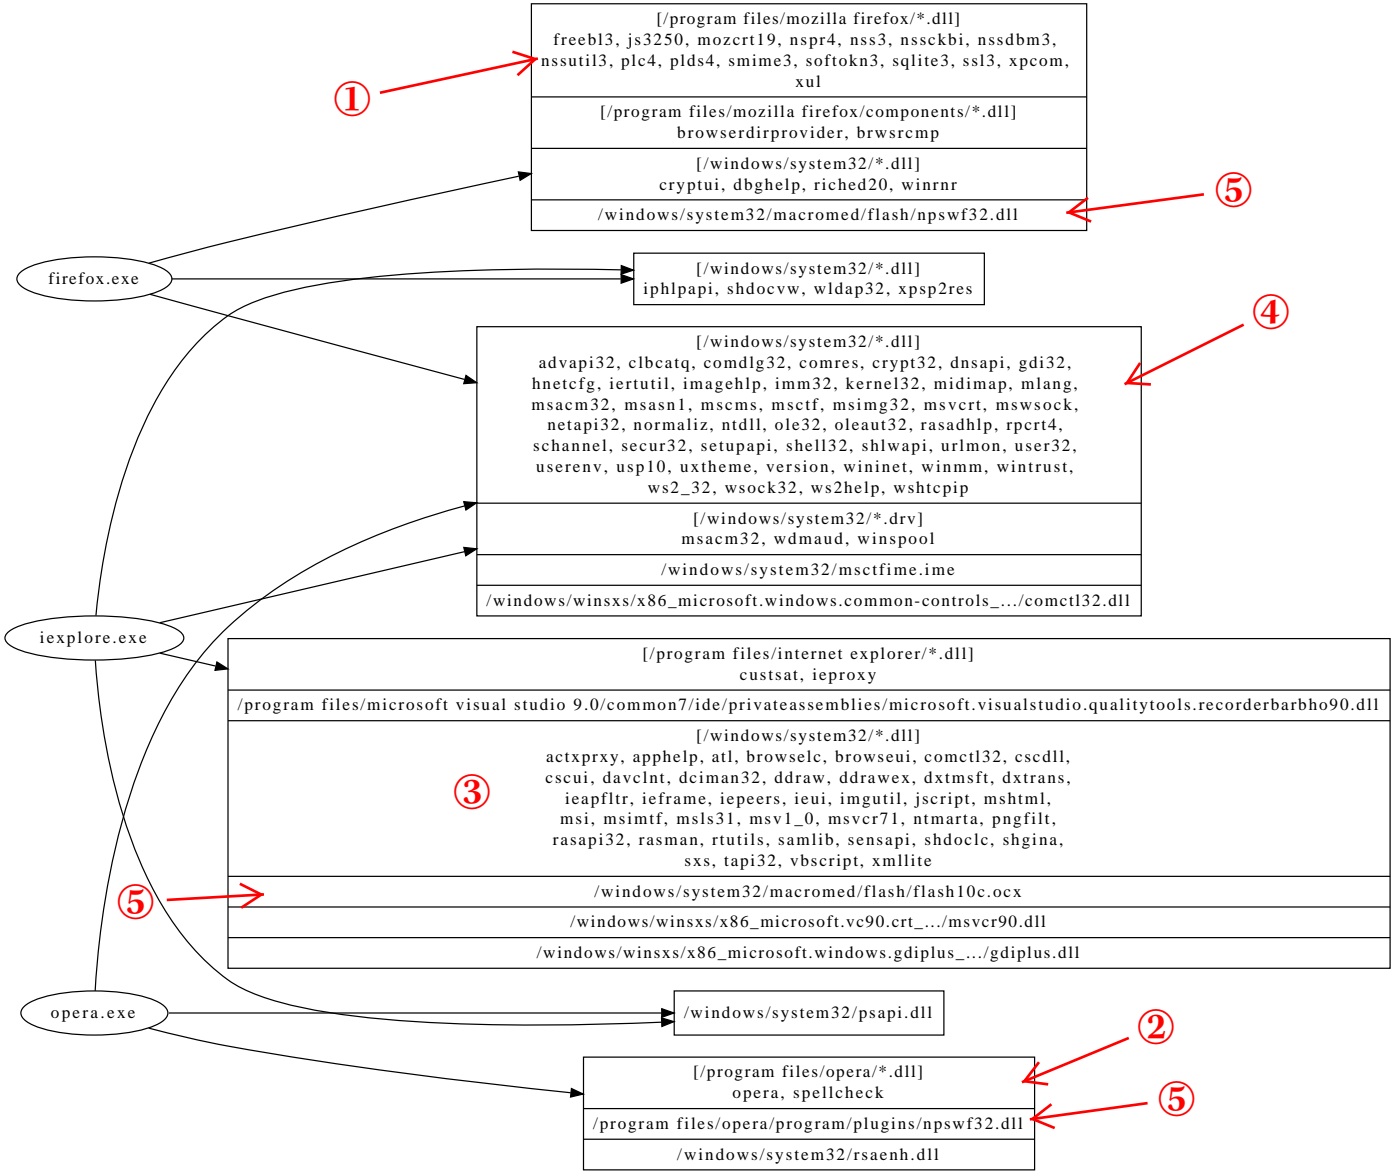 [/program files/mozilla firefox/*.dll]
freebl3, js3250, mozcrt19, nspr4, nss3, nssckbi, nssdbm3,
nssutil3, plc4, plds4, smime3, softokn3, sqlite3, ssl3, xpcom,
xul
①
[/program files/mozilla firefox/components/*.dll]
browserdirprovider, brwsrcmp
[/windows/system32/*.dll]
cryptui, dbghelp, riched20, winrnr
⑤
/windows/system32/macromed/flash/npswf32.dll
firefox.exe
[/windows/system32/*.dll]
iphlpapi, shdocvw, wldap32, xpsp2res
④
[/windows/system32/*.dll]
advapi32, clbcatq, comdlg32, comres, crypt32, dnsapi, gdi32,
hnetcfg, iertutil, imagehlp, imm32, kernel32, midimap, mlang,
msacm32, msasn1, mscms, msctf, msimg32, msvcrt, mswsock,
netapi32, normaliz, ntdll, ole32, oleaut32, rasadhlp, rpcrt4,
schannel, secur32, setupapi, shell32, shlwapi, urlmon, user32,
userenv, usp10, uxtheme, version, wininet, winmm, wintrust,
ws2_32, wsock32, ws2help, wshtcpip
[/windows/system32/*.drv]
msacm32, wdmaud, winspool
/windows/system32/msctfime.ime
/windows/winsxs/x86_microsoft.windows.common-controls_.../comctl32.dll
iexplore.exe
[/program files/internet explorer/*.dll]
custsat, ieproxy
/program files/microsoft visual studio 9.0/common7/ide/privateassemblies/microsoft.visualstudio.qualitytools.recorderbarbho90.dll
[/windows/system32/*.dll]
actxprxy, apphelp, atl, browselc, browseui, comctl32, cscdll,
cscui, davclnt, dciman32, ddraw, ddrawex, dxtmsft, dxtrans,
ieapfltr, ieframe, iepeers, ieui, imgutil, jscript, mshtml,
msi, msimtf, msls31, msv1_0, msvcr71, ntmarta, pngfilt,
rasapi32, rasman, rtutils, samlib, sensapi, shdoclc, shgina,
sxs, tapi32, vbscript, xmllite
③
⑤
/windows/system32/macromed/flash/flash10c.ocx
/windows/winsxs/x86_microsoft.vc90.crt_.../msvcr90.dll
/windows/winsxs/x86_microsoft.windows.gdiplus_.../gdiplus.dll
opera.exe
/windows/system32/psapi.dll
②
[/program files/opera/*.dll]
opera, spellcheck
⑤
/program files/opera/program/plugins/npswf32.dll
/windows/system32/rsaenh.dll